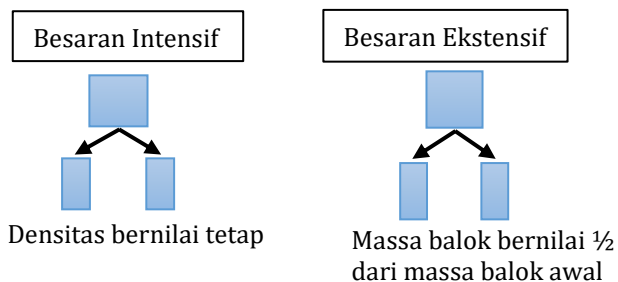 Besaran Intensif
Besaran Ekstensif
Densitas bernilai tetap
Massa balok bernilai ½
dari massa balok awal